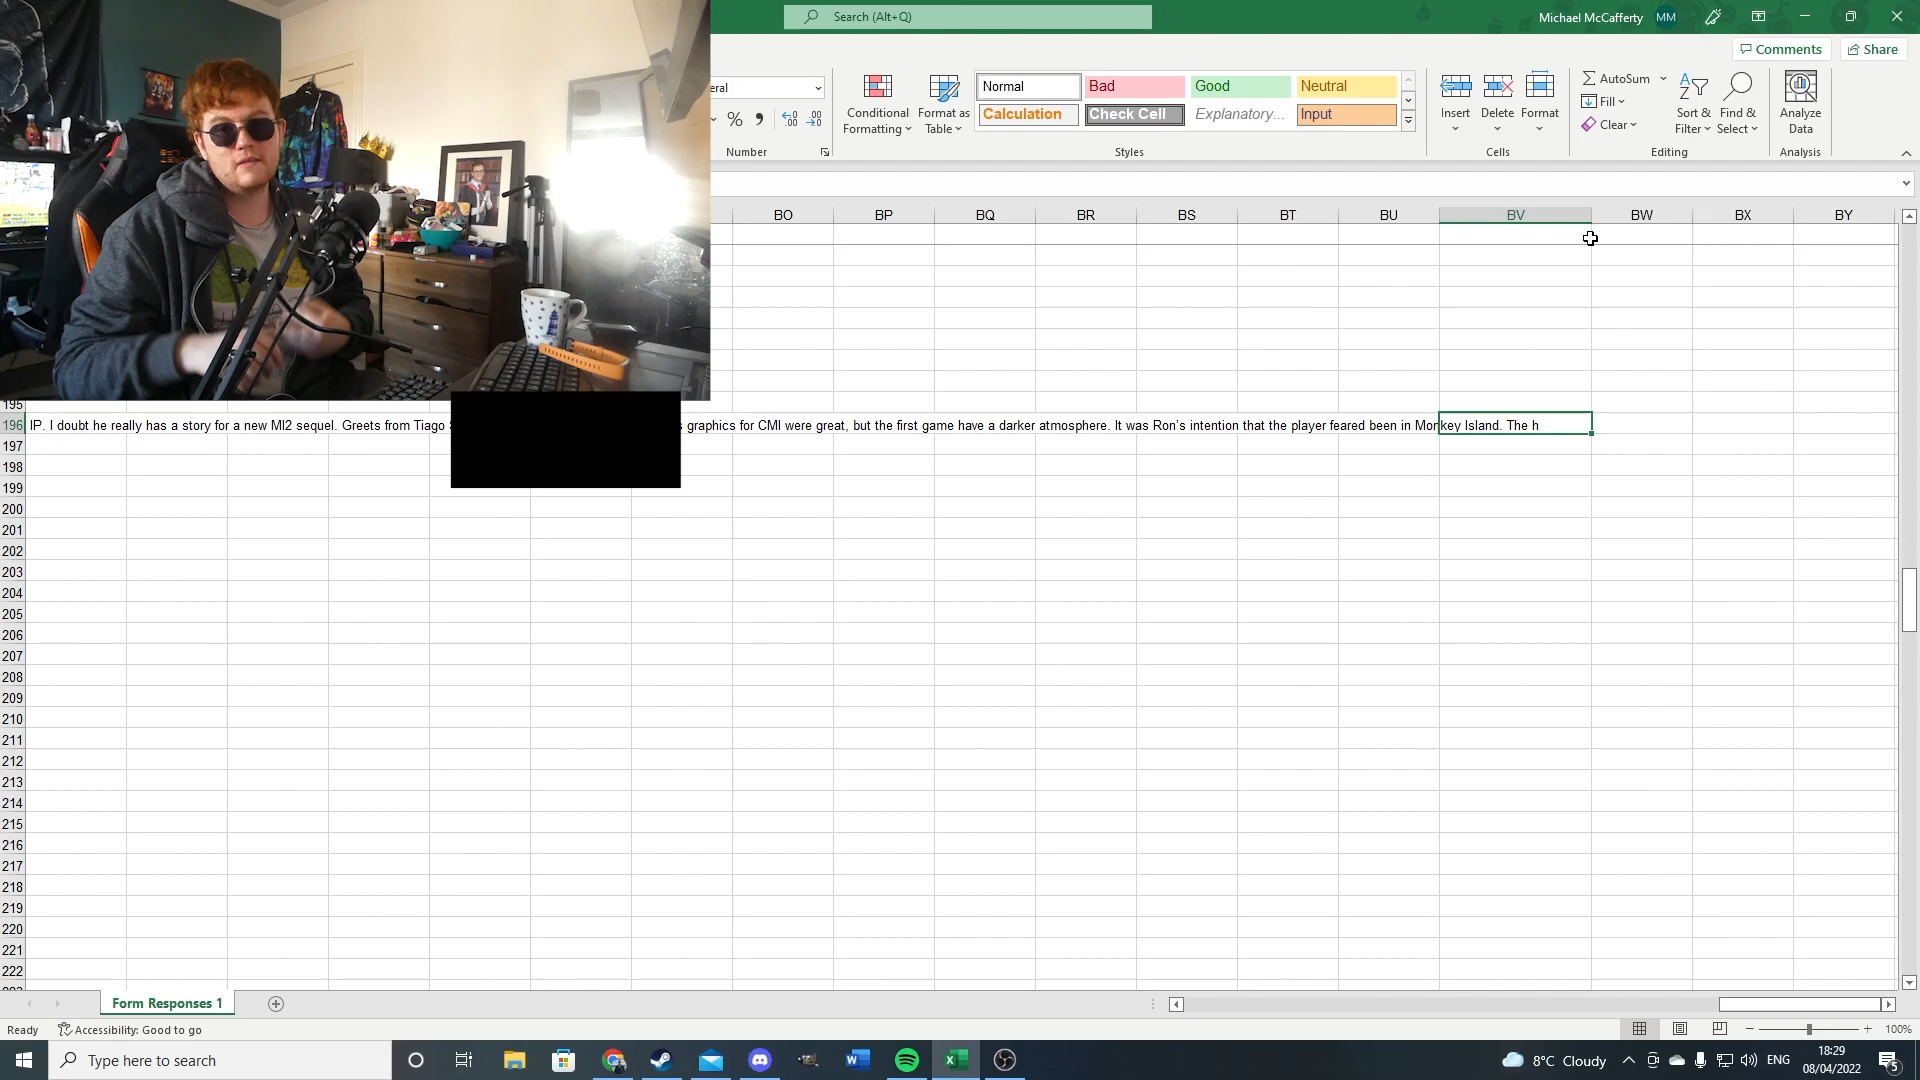 Search (Alt+Q)
Michael McCafferty MM
Comments Share
Normal Bad Good Neutral
Calculation Check Cell Explanatory... Input
Conditional Formatting
Format as Table
Insert Delete Format
AutoSum
Fill
Clear
Sort & Filter
Find & Select
Analyze Data
Number Styles Cells Editing Analysis
BO BP BQ BR BS BT BU BV BW BX BY
195
196 IP. I doubt he really has a story for a new MI2 sequel. Greets from Tiago graphics for CMI were great, but the first game have a darker atmosphere. It was Ron's intention that the player feared been in Monkey Island. The h
197
198
199
200
201
202
203
204
205
206
207
208
209
210
211
212
213
214
215
216
217
218
219
220
221
222
Form Responses 1
Ready Accessibility: Good to go 100%
Type here to search
8°C Cloudy ENG
18:29
08/04/2022
5